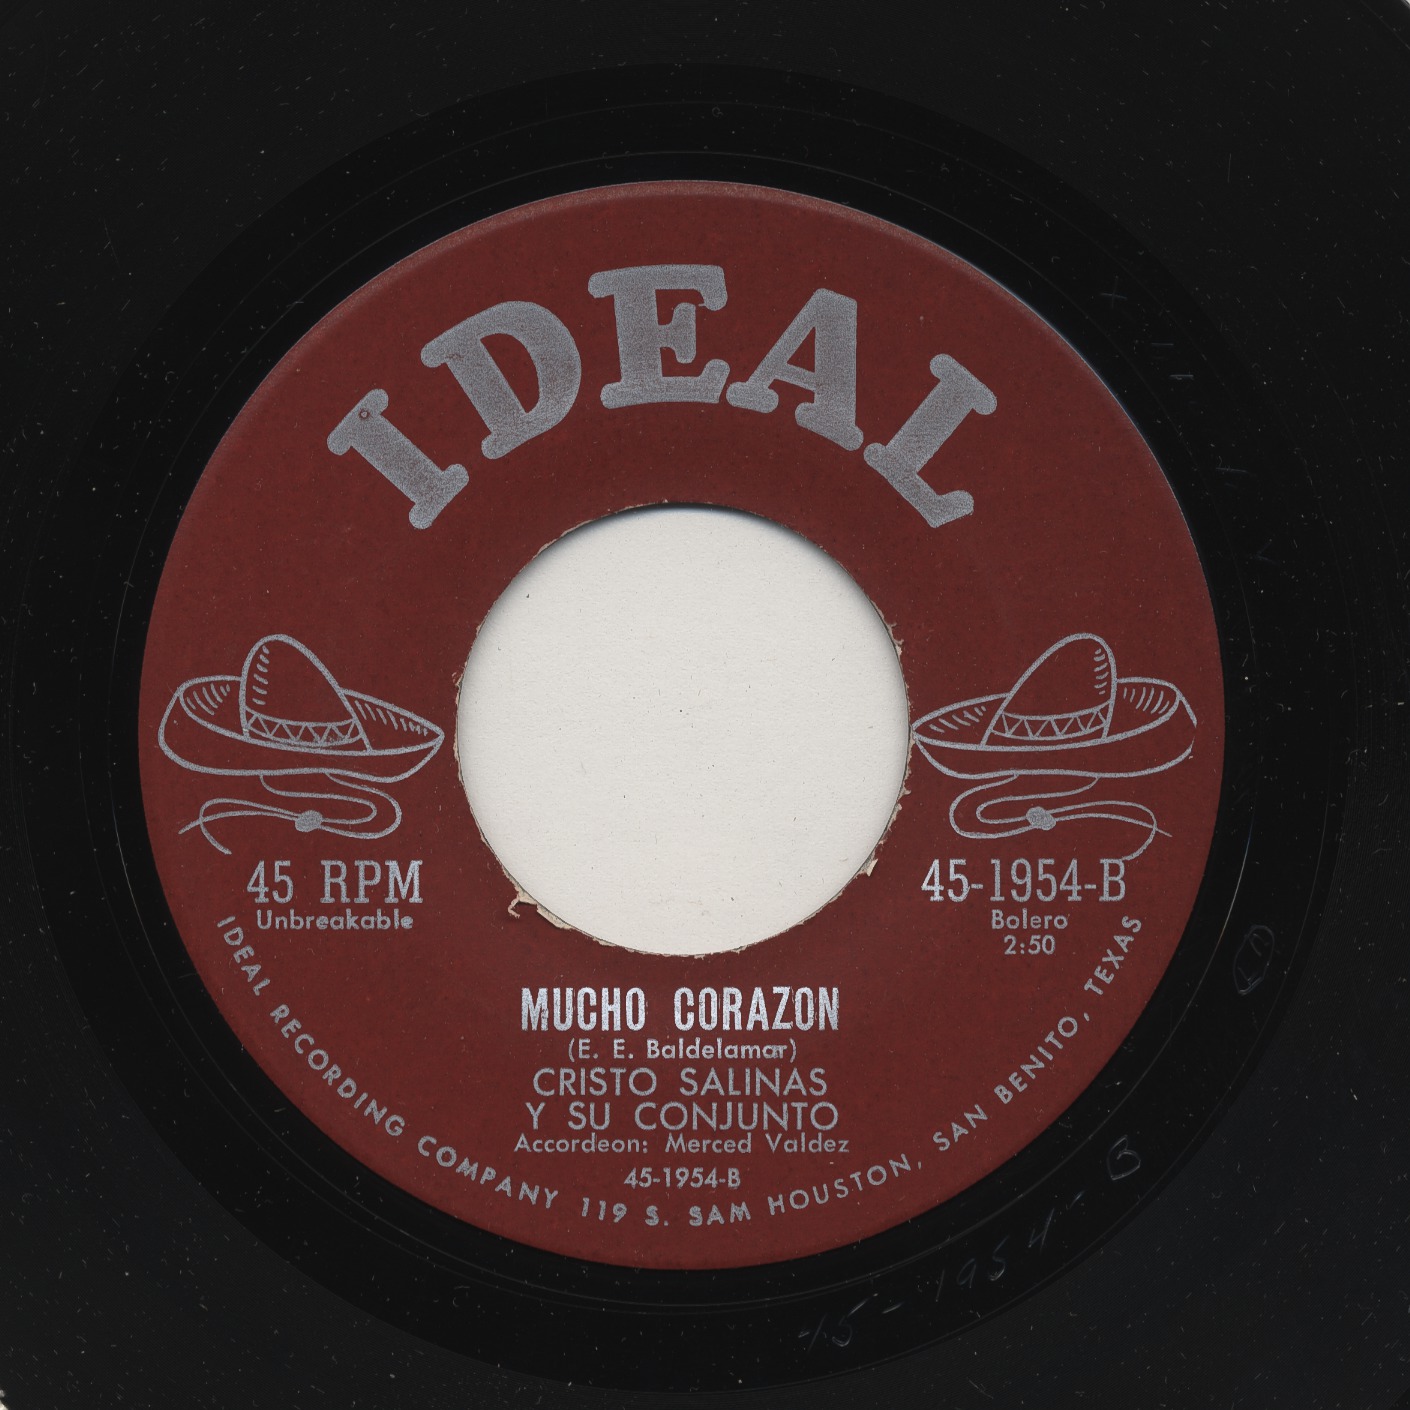 IDEAL
45 RPM
Unbreakable
45-1954-B
Bolero
2:50
MUCHO CORAZON
(E. E. Baldelamar)
CRISTO SALINAS
Y SU CONJUNTO
Accordeon: Merced Valdez
45-1954-B
IDEAL RECORDING COMPANY 119 S. SAM HOUSTON, SAN BENITO, TEXAS
45-1954-B